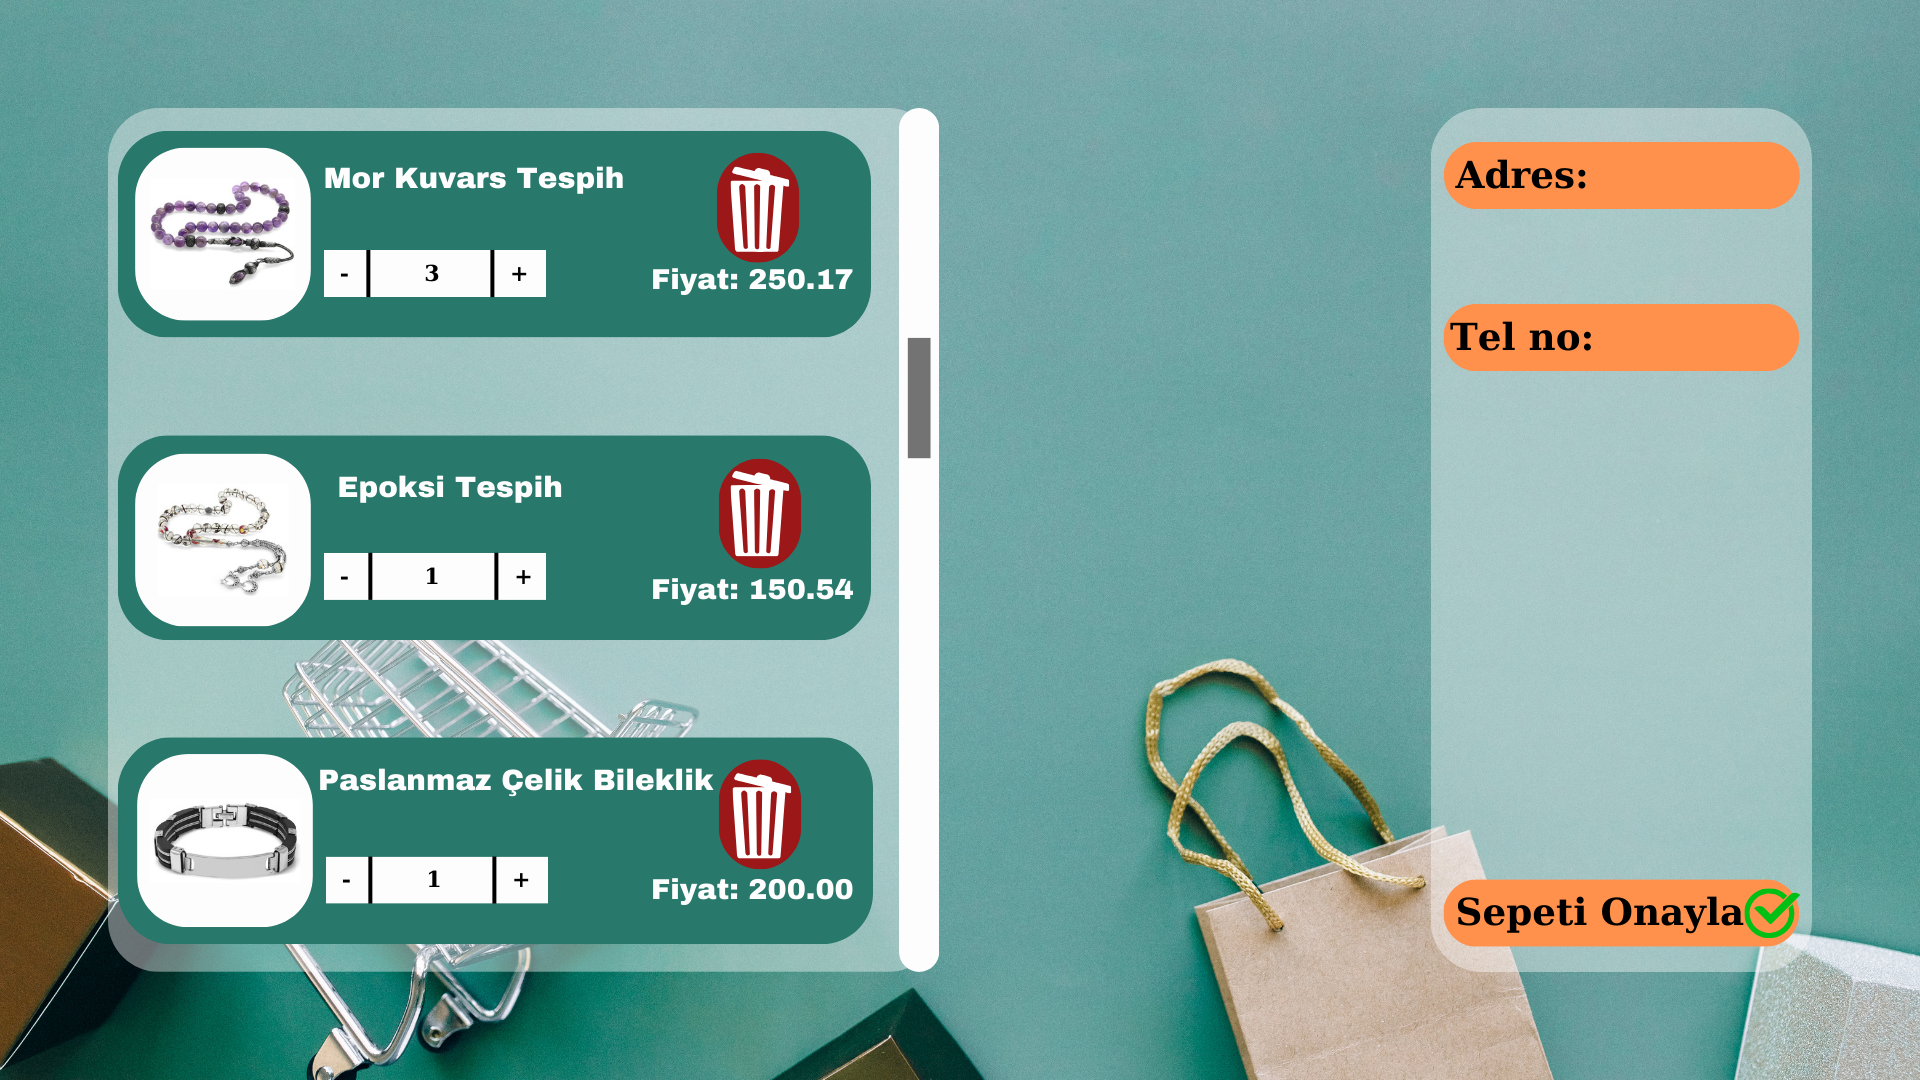 Mor Kuvars Tespih
- 3 +
Fiyat: 250.17
Epoksi Tespih
- 1 +
Fiyat: 150.54
Paslanmaz Çelik Bileklik
- 1 +
Fiyat: 200.00
Adres:
Tel no:
Sepeti Onayla